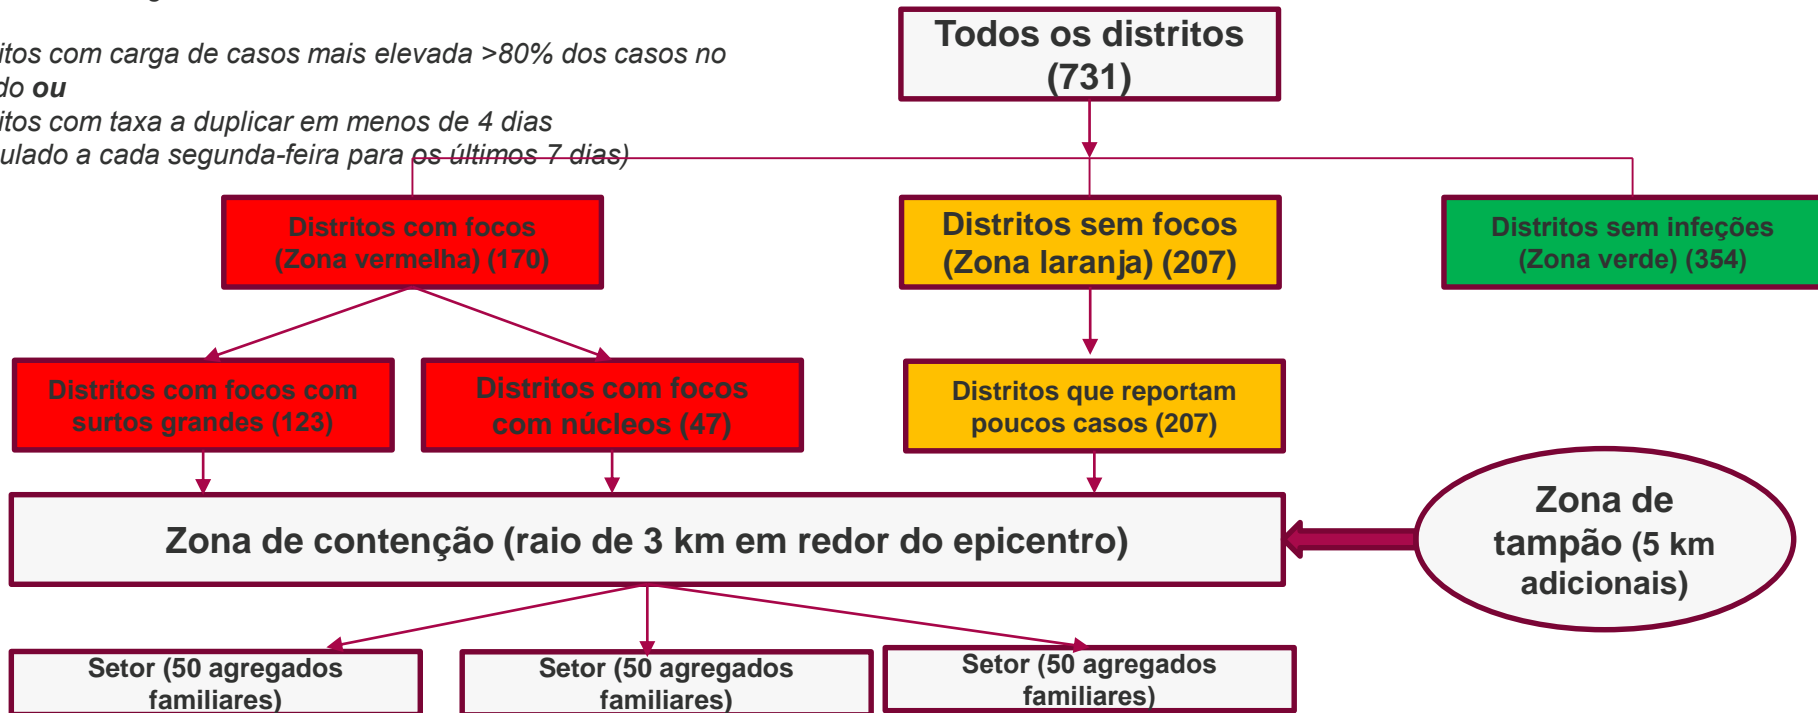 itos com carga de casos mais elevada >80% dos casos no
do ou
itos com taxa a duplicar em menos de 4 dias
ulado a cada segunda-feira para os últimos 7 dias)
Todos os distritos
(731)
Distritos com focos
(Zona vermelha) (170)
Distritos sem focos
(Zona laranja) (207)
Distritos sem infeções
(Zona verde) (354)
Distritos com focos com
surtos grandes (123)
Distritos com focos
com núcleos (47)
Distritos que reportam
poucos casos (207)
Zona de contenção (raio de 3 km em redor do epicentro)
Zona de
tampão (5 km
adicionais)
Setor (50 agregados
familiares)
Setor (50 agregados
familiares)
Setor (50 agregados
familiares)